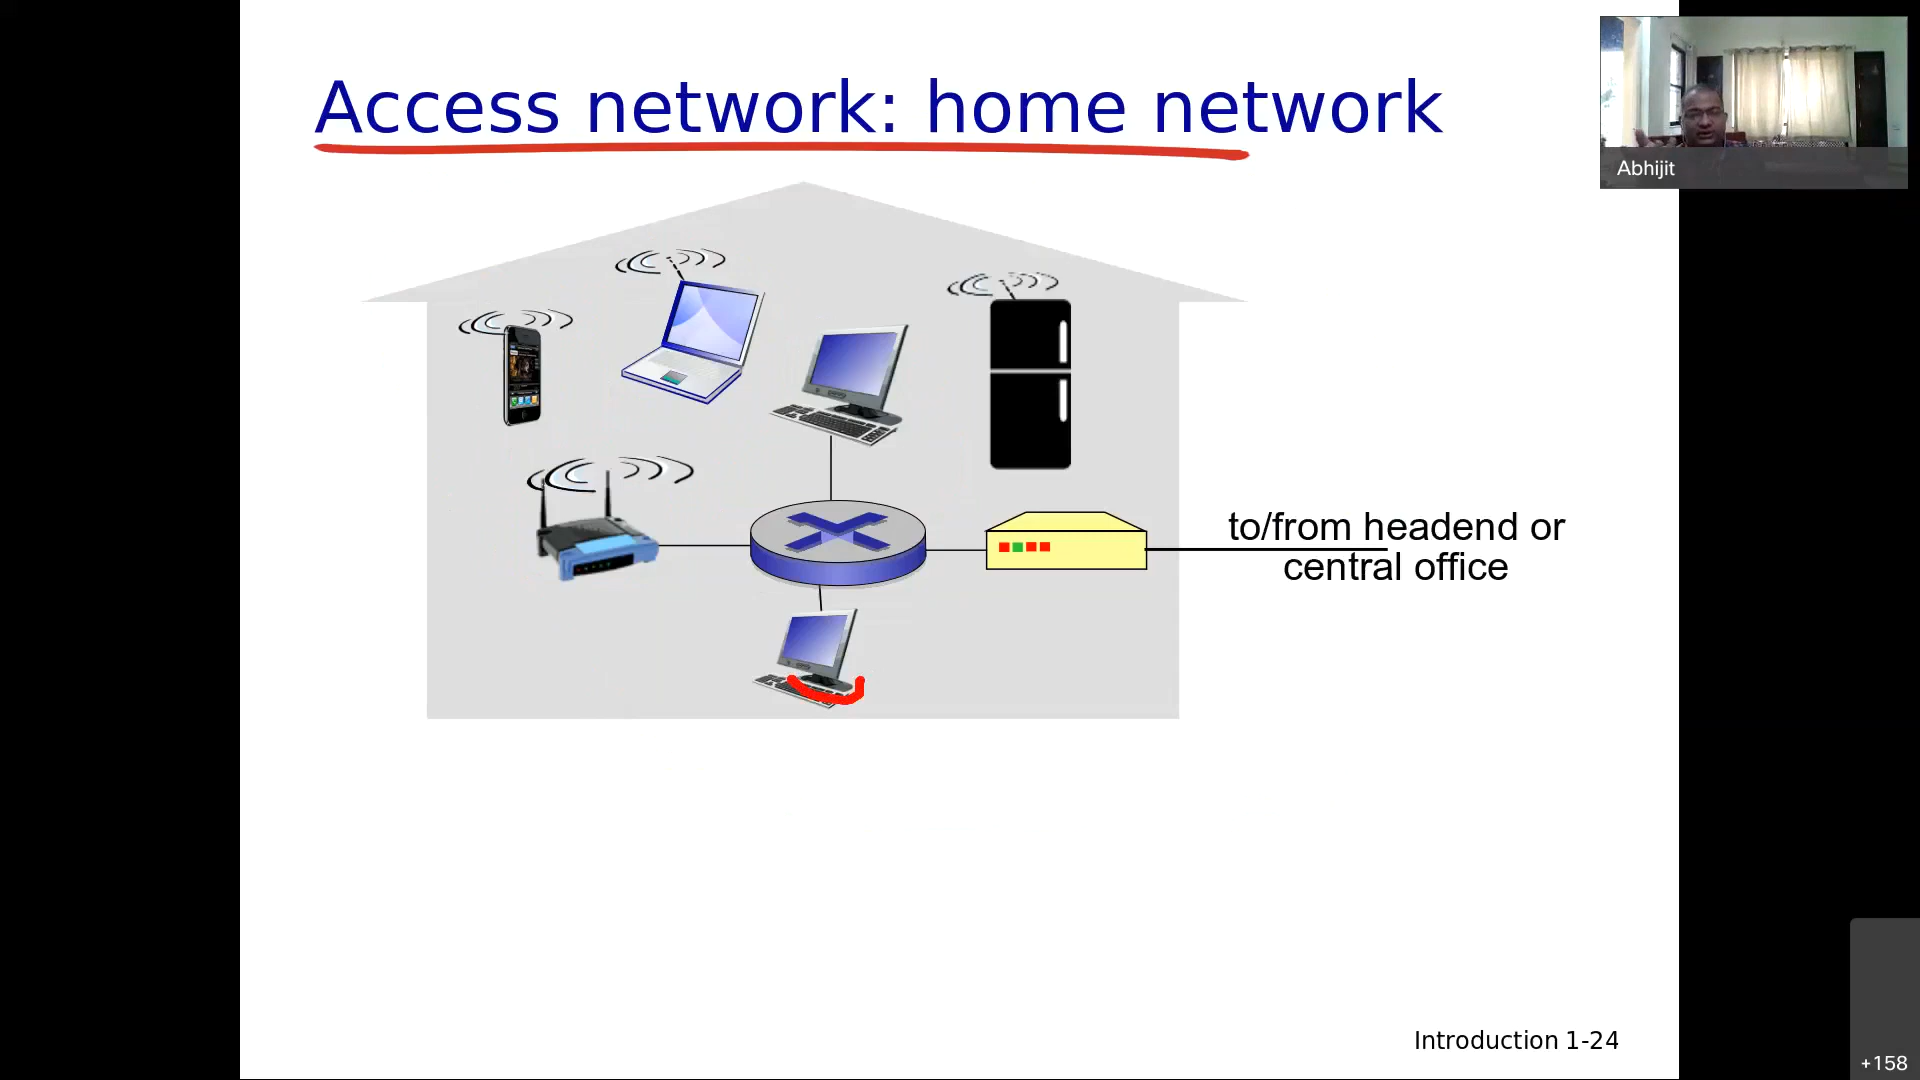 Access network: home network
Abhijit
to/from headend or
central office
Introduction 1-24
+158